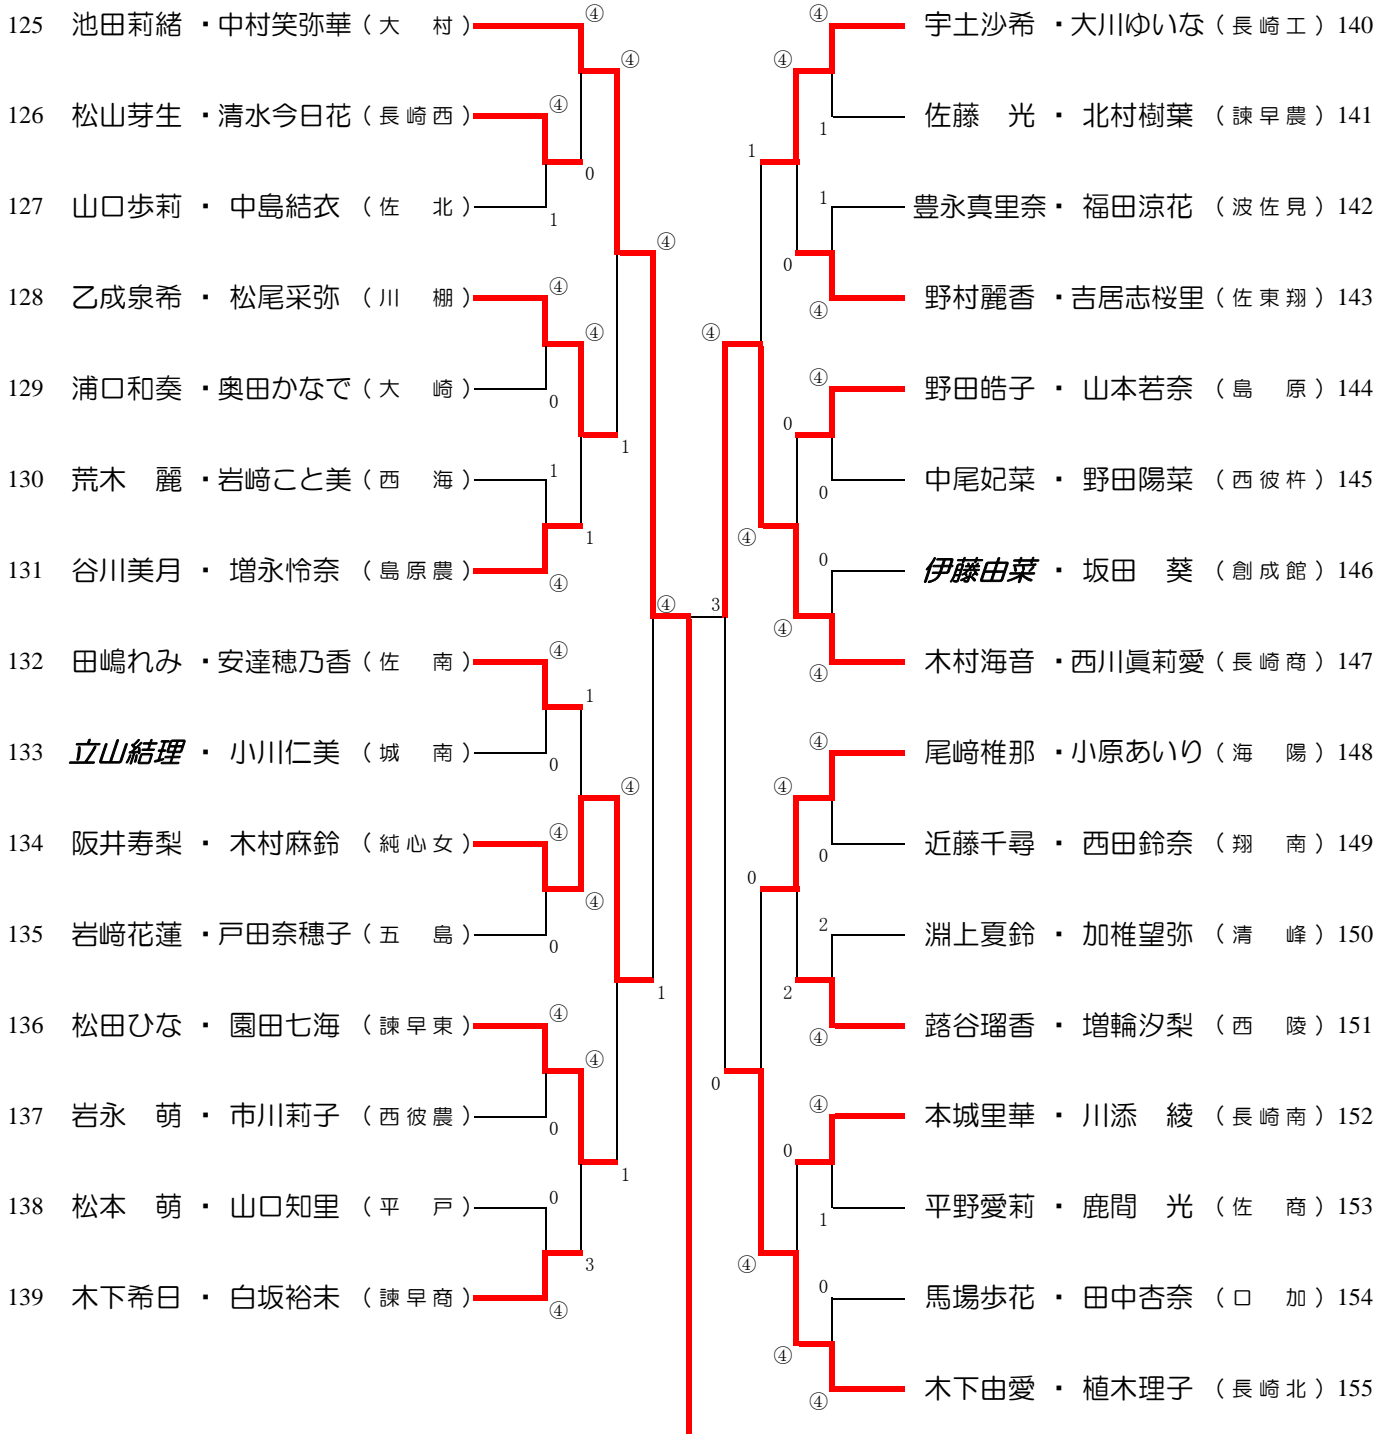 125 池田莉緒 ・中村笑弥華（大　村）
④
④
126 松山芽生 ・清水今日花（長崎西）
④
0
127 山口歩莉 ・ 中島結衣 （佐　北）
1
④
128 乙成泉希 ・ 松尾采弥 （川　棚）
④
④
129 浦口和奏 ・奥田かなで（大　崎）
0
1
130 荒木　麗 ・岩﨑こと美（西　海）
1
1
131 谷川美月 ・ 増永怜奈 （島原農）
④
④
132 田嶋れみ ・安達穂乃香（佐　南）
④
1
133 立山結理 ・ 小川仁美 （城　南）
0
④
134 阪井寿梨 ・ 木村麻鈴 （純心女）
④
④
135 岩﨑花蓮 ・戸田奈穂子（五　島）
0
1
136 松田ひな ・ 園田七海 （諫早東）
④
④
137 岩永　萌 ・ 市川莉子 （西彼農）
0
1
138 松本　萌 ・ 山口知里 （平　戸）
0
3
139 木下希日 ・ 白坂裕未 （諫早商）
④
④
宇土沙希 ・大川ゆいな（長崎工）140
④
1
佐藤　光 ・ 北村樹葉 （諫早農）141
1
1
豊永真里奈・ 福田涼花 （波佐見）142
0
④
野村麗香 ・吉居志桜里（佐東翔）143
④
④
野田皓子 ・ 山本若奈 （島　原）144
0
0
中尾妃菜 ・ 野田陽菜 （西彼杵）145
④
0
伊藤由菜 ・ 坂田　葵 （創成館）146
3
④
④
木村海音 ・西川眞莉愛（長崎商）147
④
尾﨑椎那 ・小原あいり（海　陽）148
④
0
近藤千尋 ・ 西田鈴奈 （翔　南）149
0
2
淵上夏鈴 ・ 加椎望弥 （清　峰）150
2
④
蕗谷瑠香 ・ 増輪汐梨 （西　陵）151
0
④
本城里華 ・ 川添　綾 （長崎南）152
0
1
平野愛莉 ・ 鹿間　光 （佐　商）153
④
0
馬場歩花 ・ 田中杏奈 （口　加）154
④
④
木下由愛 ・ 植木理子 （長崎北）155